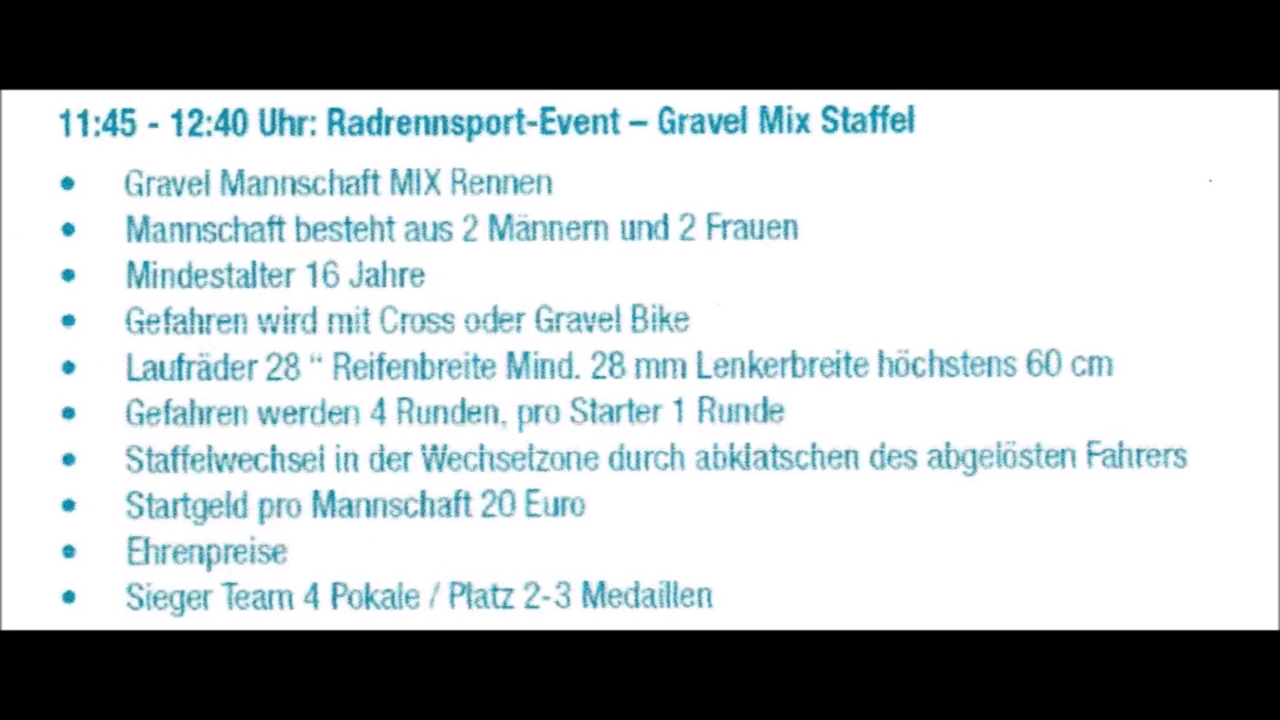 11:45 - 12:40 Uhr: Radrennsport-Event – Gravel Mix Staffel
• Gravel Mannschaft MIX Rennen
• Mannschaft besteht aus 2 Männern und 2 Frauen
• Mindestalter 16 Jahre
• Gefahren wird mit Cross oder Gravel Bike
• Laufräder 28 “ Reifenbreite Mind. 28 mm Lenkerbreite höchstens 60 cm
• Gefahren werden 4 Runden, pro Starter 1 Runde
• Staffelwechsel in der Wechselzone durch abklatschen des abgelösten Fahrers
• Startgeld pro Mannschaft 20 Euro
• Ehrenpreise
• Sieger Team 4 Pokale / Platz 2-3 Medaillen